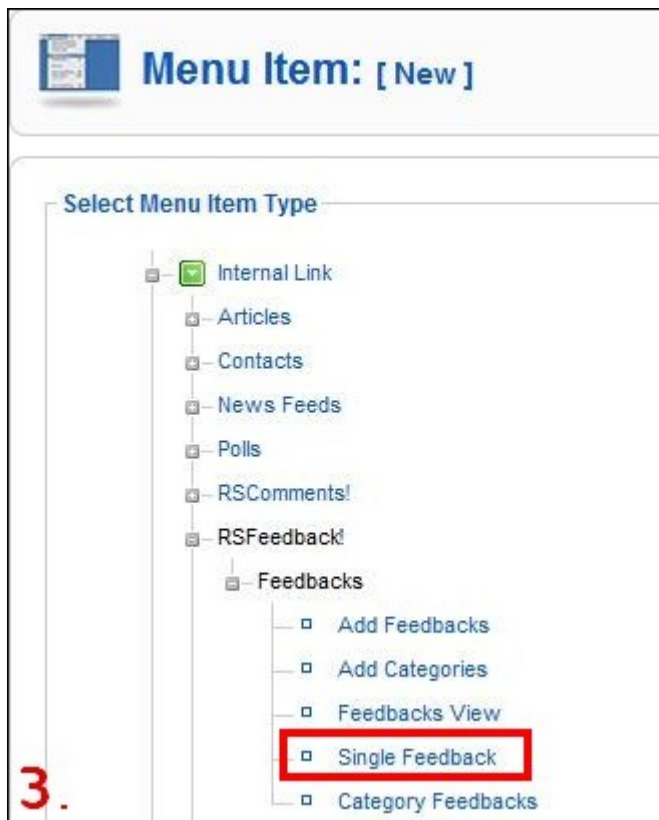 Menu Item: [ New ]
Select Menu Item Type
Internal Link
Articles
Contacts
News Feeds
Polls
RSComments!
RSFeedback!
Feedbacks
Add Feedbacks
Add Categories
Feedbacks View
Single Feedback
3.
Category Feedbacks